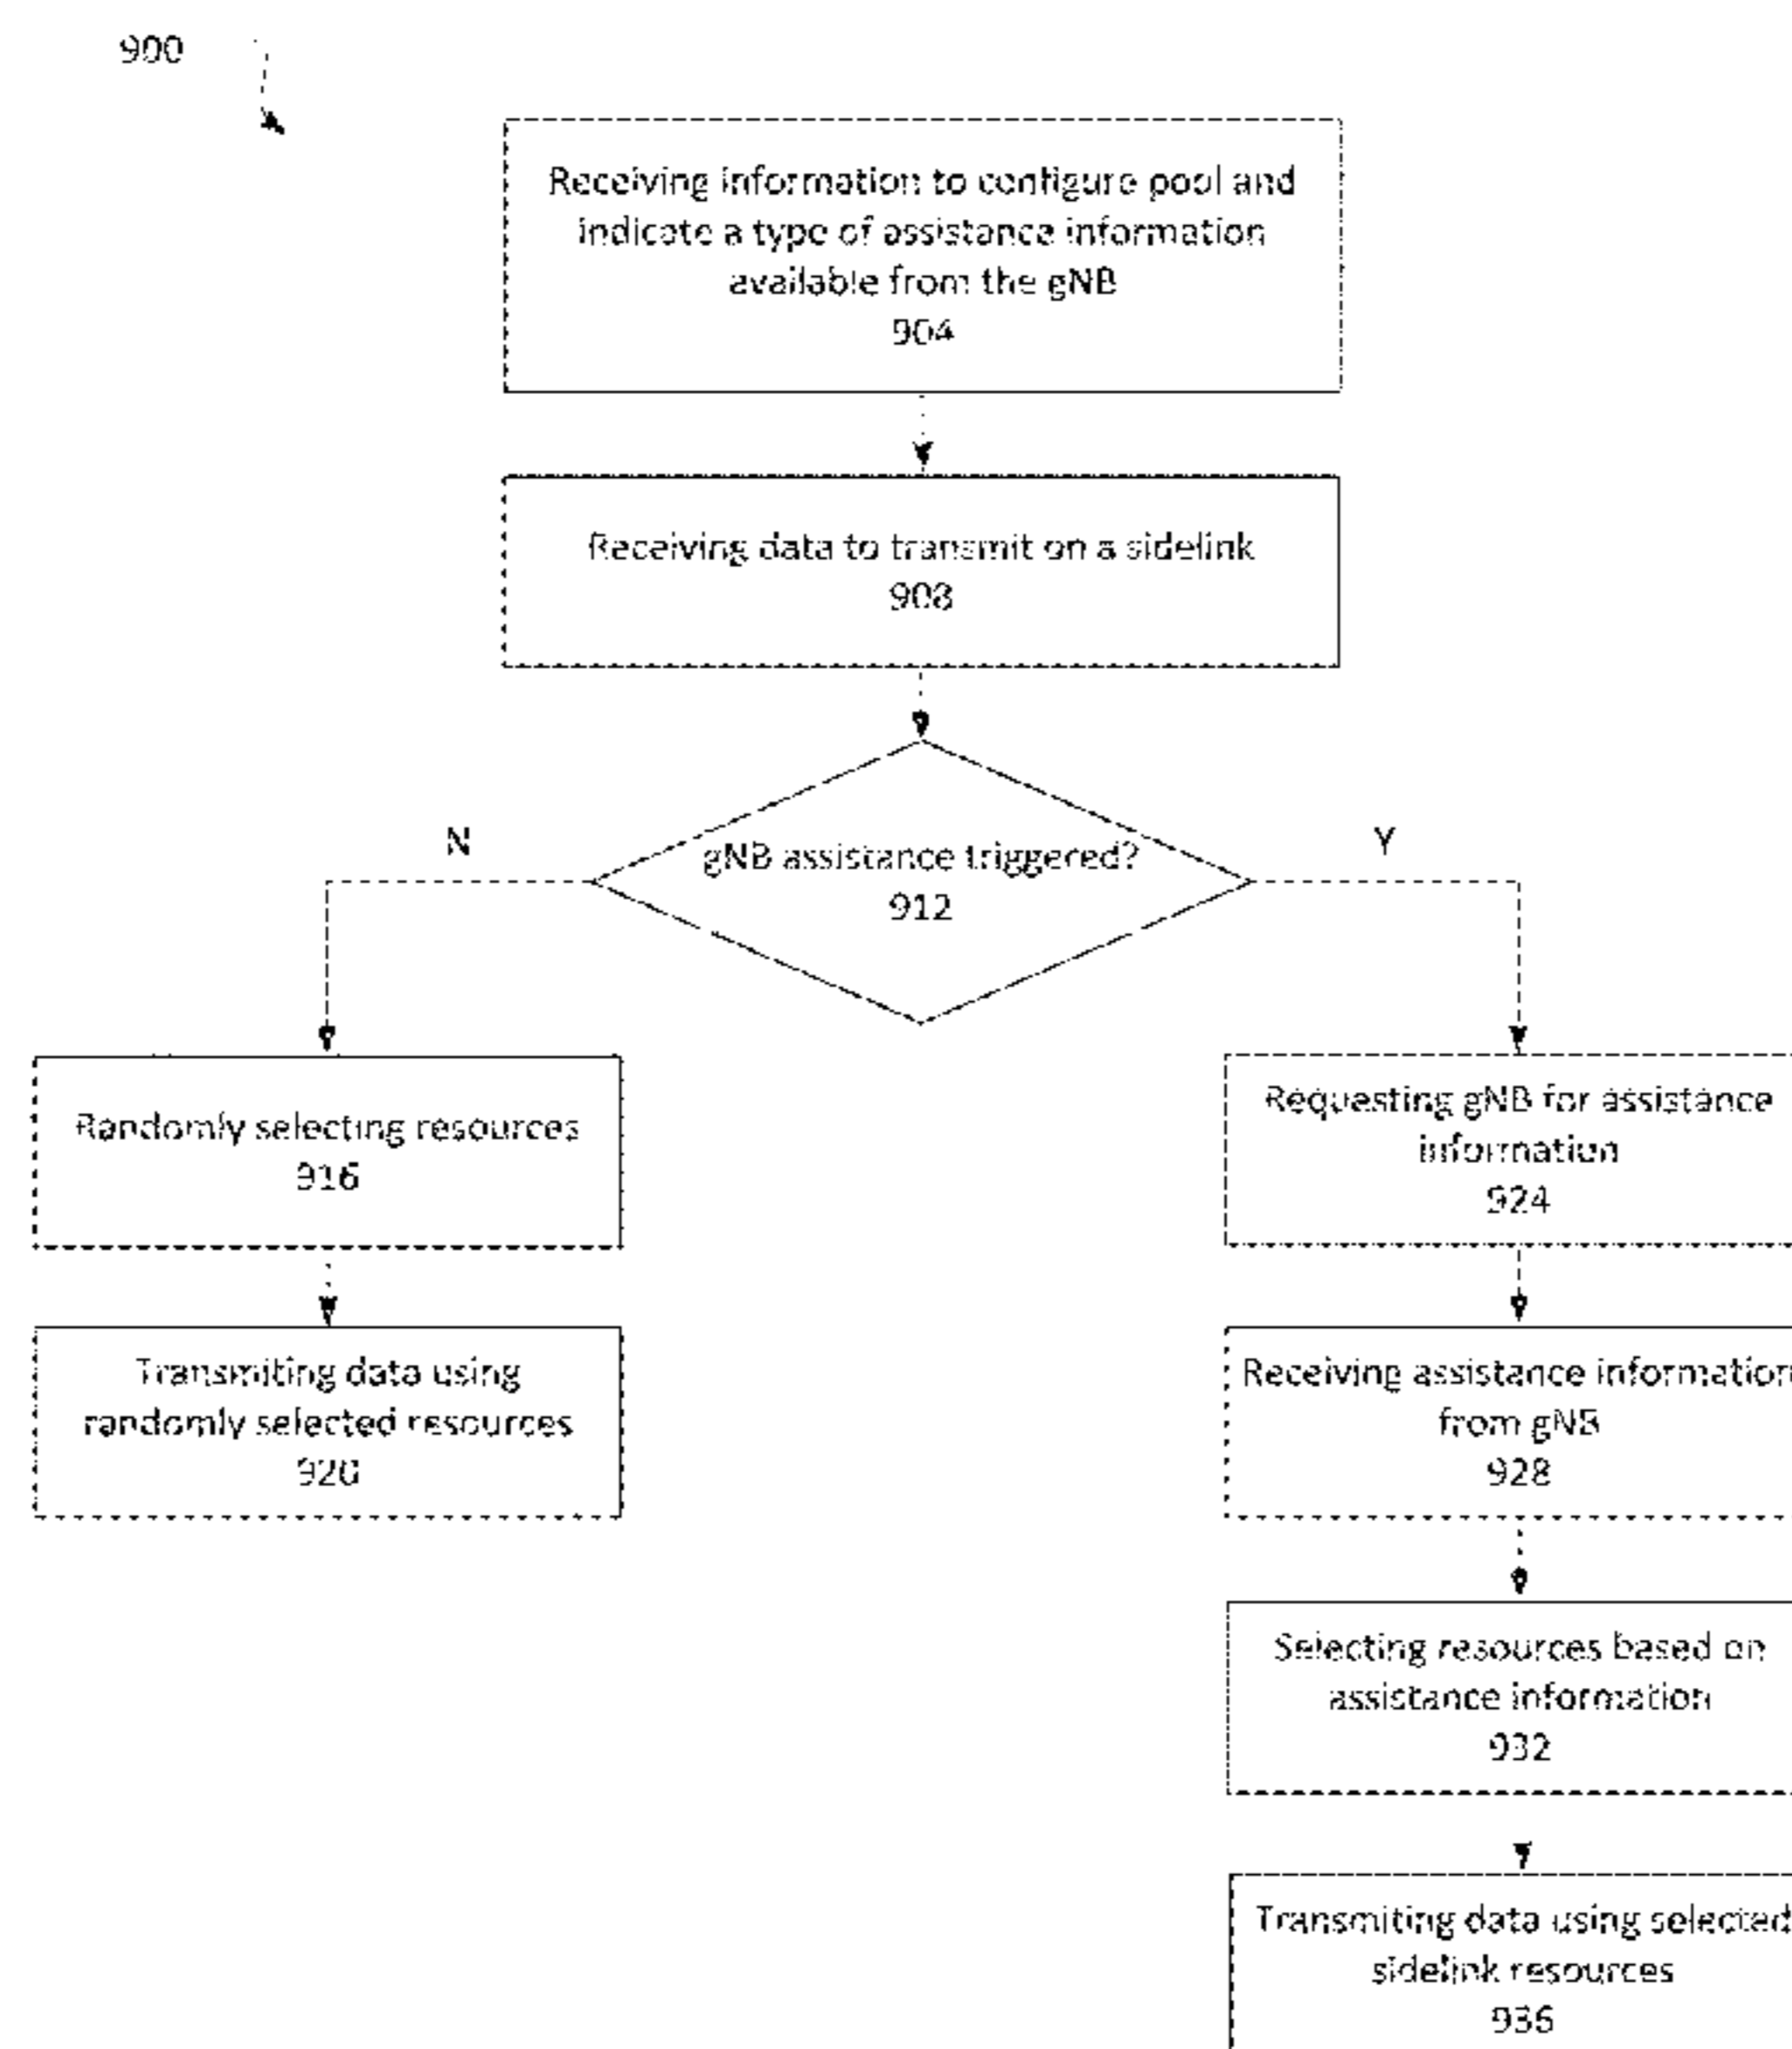 900
Receiving information to configure pool and
indicate a type of assistance information
available from the gNB
904
Receiving data to transmit on a sidelink
908
N
gNB assistance triggered?
912
Y
Randomly selecting resources
916
Transmiting data using
randomly selected resources
920
Requesting gNB for assistance
information
924
Receiving assistance information
from gNB
928
Selecting resources based on
assistance information
932
Transmiting data using selected
sidelink resources
936